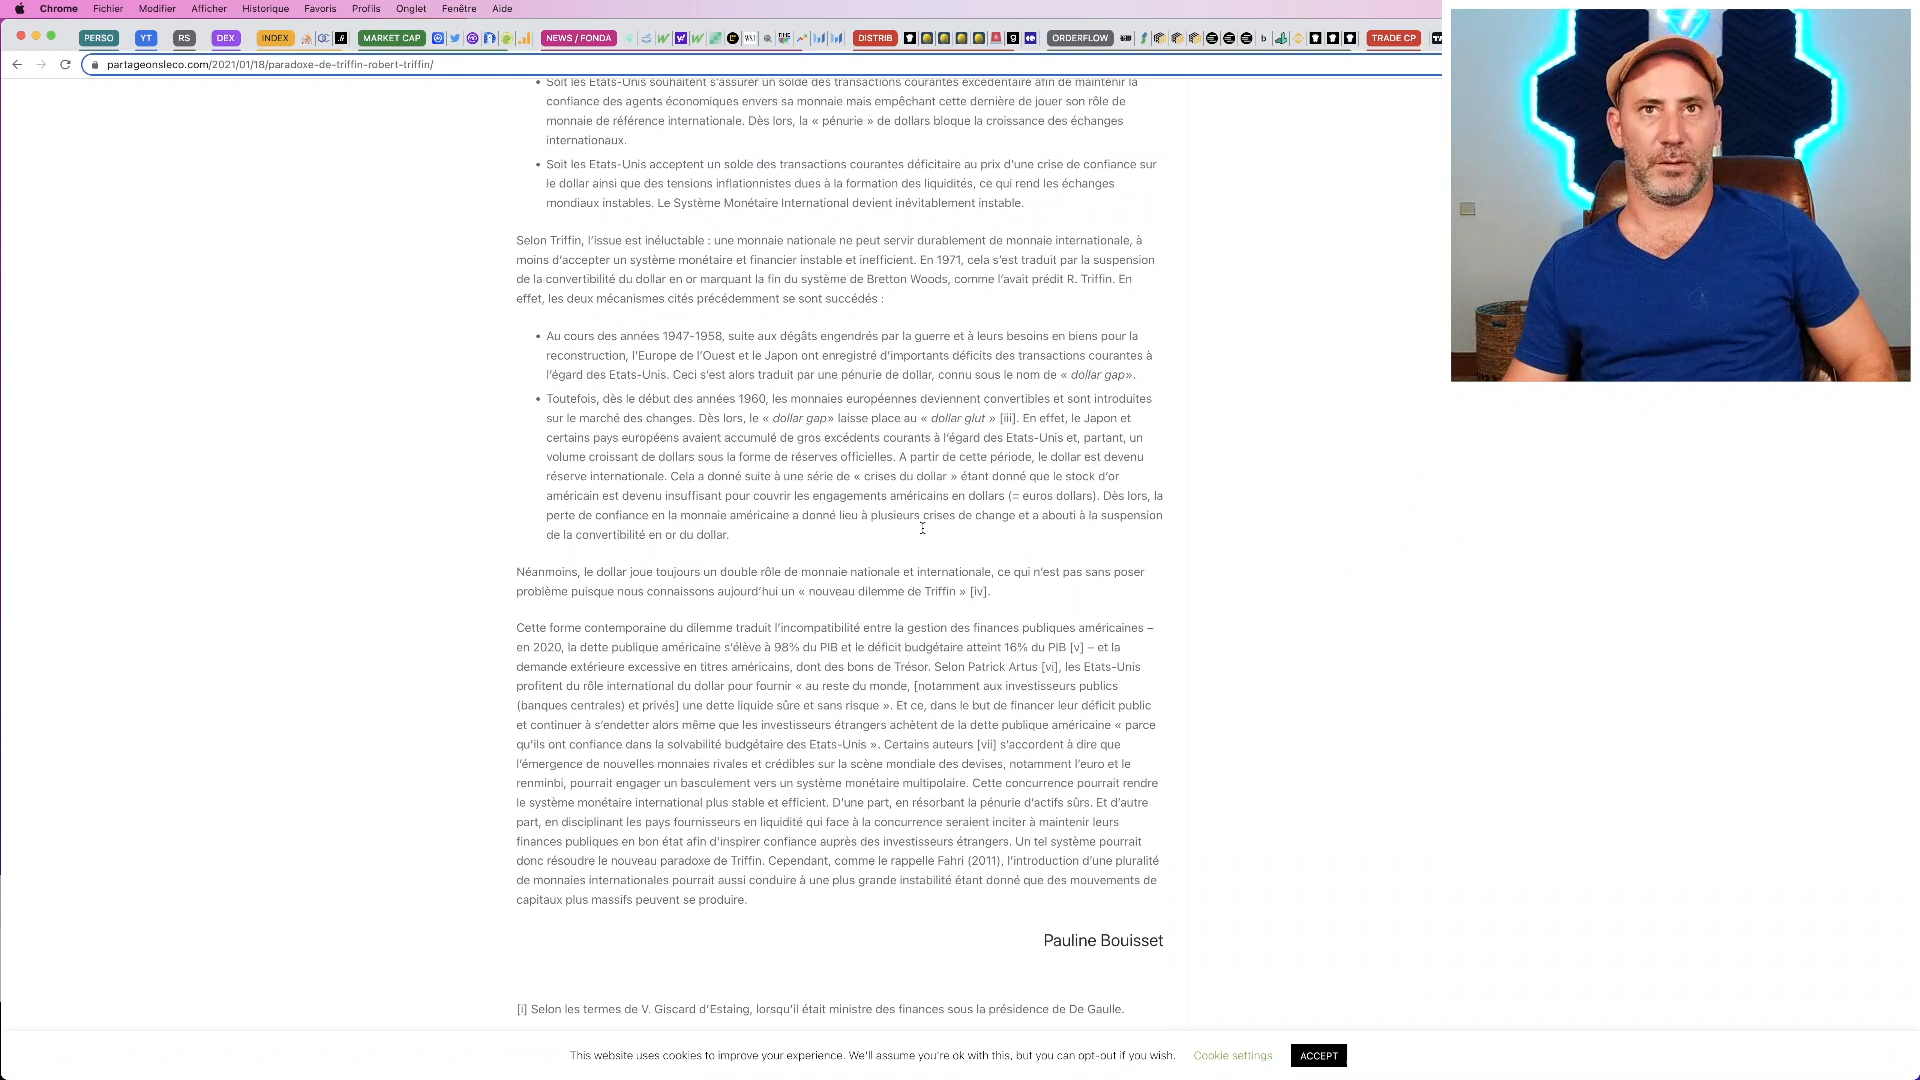 Chrome Fichier Modifier Afficher Historique Favoris Profils Onglet Fenêtre Aide
PERSO YT RS DEX INDEX MARKET CAP NEWS / FONDA DISTRIB ORDERFLOW TRADE CP
partageonsleco.com/2021/01/18/paradoxe-de-triffin-robert-triffin/
• Soit les Etats-Unis souhaitent s'assurer un solde des transactions courantes excédentaire afin de maintenir la
confiance des agents économiques envers sa monnaie mais empêchant cette dernière de jouer son rôle de
monnaie de référence internationale. Dès lors, la « pénurie » de dollars bloque la croissance des échanges
internationaux.
• Soit les Etats-Unis acceptent un solde des transactions courantes déficitaire au prix d'une crise de confiance sur
le dollar ainsi que des tensions inflationnistes dues à la formation des liquidités, ce qui rend les échanges
mondiaux instables. Le Système Monétaire International devient inévitablement instable.
Selon Triffin, l'issue est inéluctable : une monnaie nationale ne peut servir durablement de monnaie internationale, à
moins d'accepter un système monétaire et financier instable et inefficient. En 1971, cela s'est traduit par la suspension
de la convertibilité du dollar en or marquant la fin du système de Bretton Woods, comme l'avait prédit R. Triffin. En
effet, les deux mécanismes cités précédemment se sont succédés :
• Au cours des années 1947-1958, suite aux dégâts engendrés par la guerre et à leurs besoins en biens pour la
reconstruction, l'Europe de l'Ouest et le Japon ont enregistré d'importants déficits des transactions courantes à
l'égard des Etats-Unis. Ceci s'est alors traduit par une pénurie de dollar, connu sous le nom de « dollar gap».
• Toutefois, dès le début des années 1960, les monnaies européennes deviennent convertibles et sont introduites
sur le marché des changes. Dès lors, le « dollar gap» laisse place au « dollar glut » [iii]. En effet, le Japon et
certains pays européens avaient accumulé de gros excédents courants à l'égard des Etats-Unis et, partant, un
volume croissant de dollars sous la forme de réserves officielles. A partir de cette période, le dollar est devenu
réserve internationale. Cela a donné suite à une série de « crises du dollar » étant donné que le stock d'or
américain est devenu insuffisant pour couvrir les engagements américains en dollars (= euros dollars). Dès lors, la
perte de confiance en la monnaie américaine a donné lieu à plusieurs crises de change et a abouti à la suspension
de la convertibilité en or du dollar.
Néanmoins, le dollar joue toujours un double rôle de monnaie nationale et internationale, ce qui n'est pas sans poser
problème puisque nous connaissons aujourd'hui un « nouveau dilemme de Triffin » [iv].
Cette forme contemporaine du dilemme traduit l'incompatibilité entre la gestion des finances publiques américaines –
en 2020, la dette publique américaine s'élève à 98% du PIB et le déficit budgétaire atteint 16% du PIB [v] – et la
demande extérieure excessive en titres américains, dont des bons de Trésor. Selon Patrick Artus [vi], les Etats-Unis
profitent du rôle international du dollar pour fournir « au reste du monde, [notamment aux investisseurs publics
(banques centrales) et privés] une dette liquide sûre et sans risque ». Et ce, dans le but de financer leur déficit public
et continuer à s'endetter alors même que les investisseurs étrangers achètent de la dette publique américaine « parce
qu'ils ont confiance dans la solvabilité budgétaire des Etats-Unis ». Certains auteurs [vii] s'accordent à dire que
l'émergence de nouvelles monnaies rivales et crédibles sur la scène mondiale des devises, notamment l'euro et le
renminbi, pourrait engager un basculement vers un système monétaire multipolaire. Cette concurrence pourrait rendre
le système monétaire international plus stable et efficient. D'une part, en résorbant la pénurie d'actifs sûrs. Et d'autre
part, en disciplinant les pays fournisseurs en liquidité qui face à la concurrence seraient inciter à maintenir leurs
finances publiques en bon état afin d'inspirer confiance auprès des investisseurs étrangers. Un tel système pourrait
donc résoudre le nouveau paradoxe de Triffin. Cependant, comme le rappelle Fahri (2011), l'introduction d'une pluralité
de monnaies internationales pourrait aussi conduire à une plus grande instabilité étant donné que des mouvements de
capitaux plus massifs peuvent se produire.
Pauline Bouisset
[i] Selon les termes de V. Giscard d'Estaing, lorsqu'il était ministre des finances sous la présidence de De Gaulle.
This website uses cookies to improve your experience. We'll assume you're ok with this, but you can opt-out if you wish. Cookie settings ACCEPT